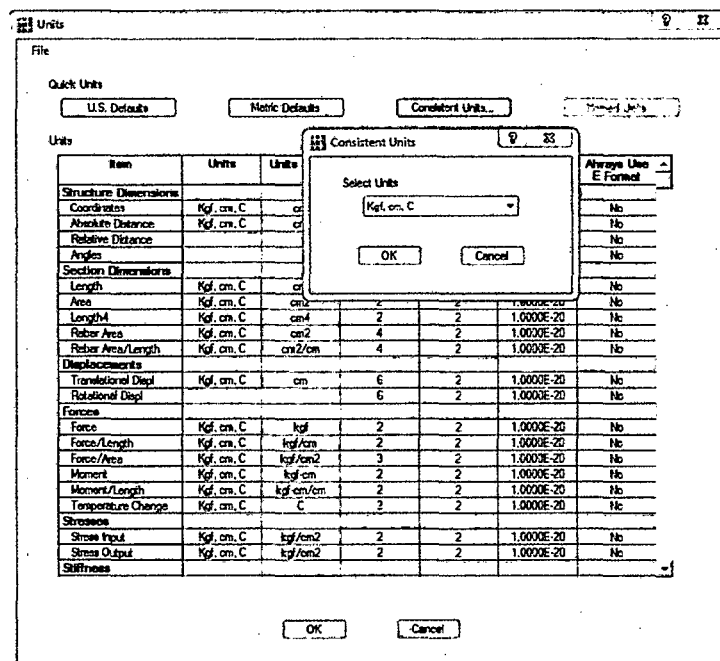 Units
File
Quick Units
U.S. Defaults Metric Defaults Consistent Units...
Units
Item Units Units Always Use E Format
Consistent Units
Select Units
Kgf, cm, C
OK Cancel
Structure Dimensions
Coordinates Kgf, cm, C No
Absolute Distance Kgf, cm, C No
Relative Distance No
Angles No
Section Dimensions
Length Kgf, cm, C No
Area Kgf, cm, C cm2 2 2 1.0000E-20 No
Length4 Kgf, cm, C cm4 2 2 1.0000E-20 No
Rebar Area Kgf, cm, C cm2 4 2 1.0000E-20 No
Rebar Area/Length Kgf, cm, C cm2/cm 4 2 1.0000E-20 No
Displacements
Translational Displ Kgf, cm, C cm 6 2 1.0000E-20 No
Rotational Displ 6 2 1.0000E-20 No
Forces
Force Kgf, cm, C kgf 2 2 1.0000E-20 No
Force/Length Kgf, cm, C kgf/cm 2 2 1.0000E-20 No
Force/Area Kgf, cm, C kgf/cm2 3 2 1.0000E-20 No
Moment Kgf, cm, C kgf-cm 2 2 1.0000E-20 No
Moment/Length Kgf, cm, C kgf-cm/cm 2 2 1.0000E-20 No
Temperature Change Kgf, cm, C C 3 2 1.0000E-20 No
Stresses
Stress Input Kgf, cm, C kgf/cm2 2 2 1.0000E-20 No
Stress Output Kgf, cm, C kgf/cm2 2 2 1.0000E-20 No
Stiffness
OK Cancel